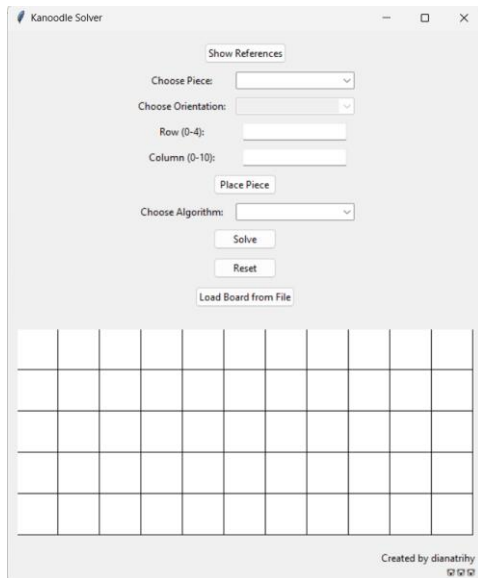 Kanoodle Solver
Show References
Choose Piece:
Choose Orientation:
Row (0-4):
Column (0-10):
Place Piece
Choose Algorithm:
Solve
Reset
Load Board from File
Created by dianatrihy